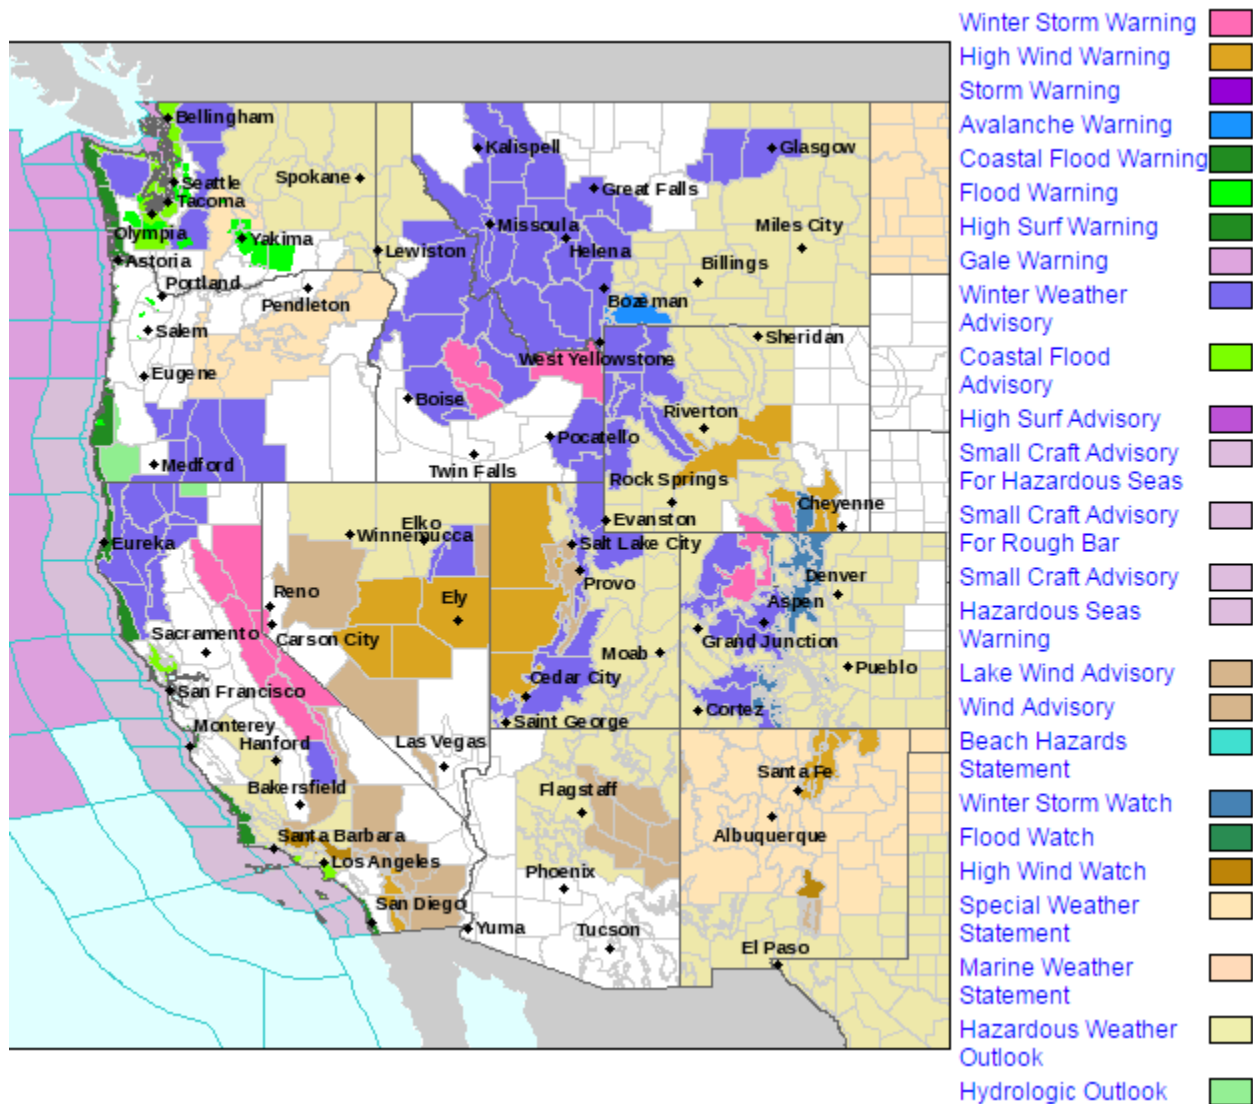 Winter Storm Warning
High Wind Warning
Storm Warning
Avalanche Warning
Coastal Flood Warning
Flood Warning
High Surf Warning
Gale Warning
Winter Weather
Advisory
Coastal Flood
Advisory
High Surf Advisory
Small Craft Advisory
For Hazardous Seas
Small Craft Advisory
For Rough Bar
Small Craft Advisory
Hazardous Seas
Warning
Lake Wind Advisory
Wind Advisory
Beach Hazards
Statement
Winter Storm Watch
Flood Watch
High Wind Watch
Special Weather
Statement
Marine Weather
Statement
Hazardous Weather
Outlook
Hydrologic Outlook
Bellingham
Kalispell
Glasgow
Spokane
Seattle
Great Falls
Tacoma
Olympia
Yakima
Missoula
Miles City
Lewiston
Helena
Astoria
Billings
Portland
Pendleton
Bozeman
Salem
Sheridan
West Yellowstone
Eugene
Boise
Riverton
Pocatello
Medford
Twin Falls
Rock Springs
Cheyenne
Evanston
Elko
Winnemucca
Eureka
Salt Lake City
Provo
Denver
Reno
Ely
Aspen
Sacramento
Carson City
Grand Junction
Moab
Pueblo
Cedar City
San Francisco
Cortez
Saint George
Monterey
Hanford
Las Vegas
Santa Fe
Bakersfield
Flagstaff
Albuquerque
Santa Barbara
Los Angeles
Phoenix
San Diego
Yuma
Tucson
El Paso